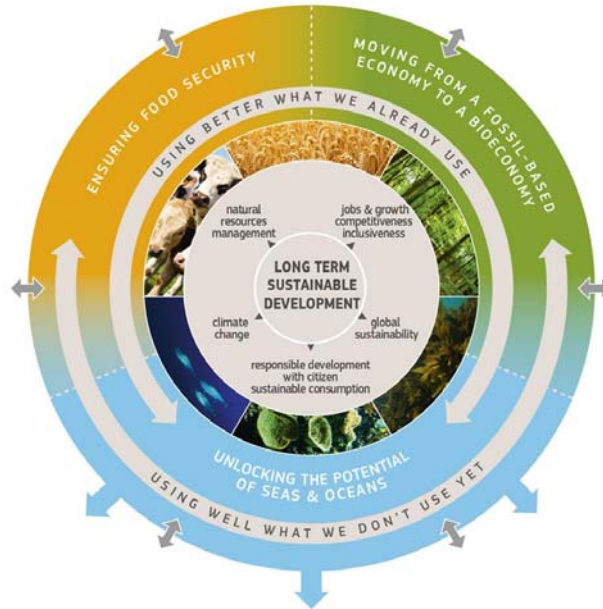 ENSURING FOOD SECURITY
MOVING FROM A FOSSIL-BASED
ECONOMY TO A BIOECONOMY
USING BETTER WHAT WE ALREADY USE
natural
resources
management
jobs & growth
competitiveness
inclusiveness
LONG TERM
SUSTAINABLE
DEVELOPMENT
climate
change
global
sustainability
responsible development
with citizen
sustainable consumption
UNLOCKING THE POTENTIAL
OF SEAS & OCEANS
USING WELL WHAT WE DON'T USE YET